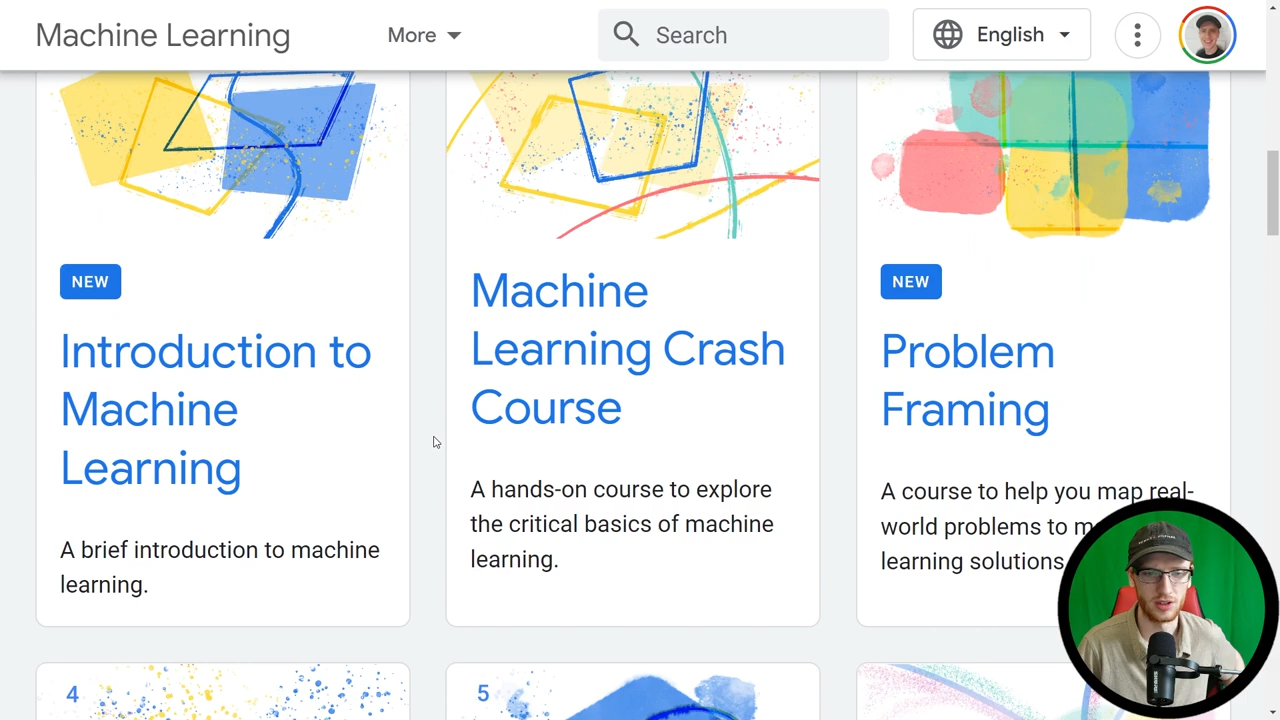 Machine Learning
More
Search
English
NEW
Introduction to
Machine
Learning
A brief introduction to machine
learning.
Machine
Learning Crash
Course
A hands-on course to explore
the critical basics of machine
learning.
NEW
Problem
Framing
A course to help you map real-
world problems to
learning solutions
4
5